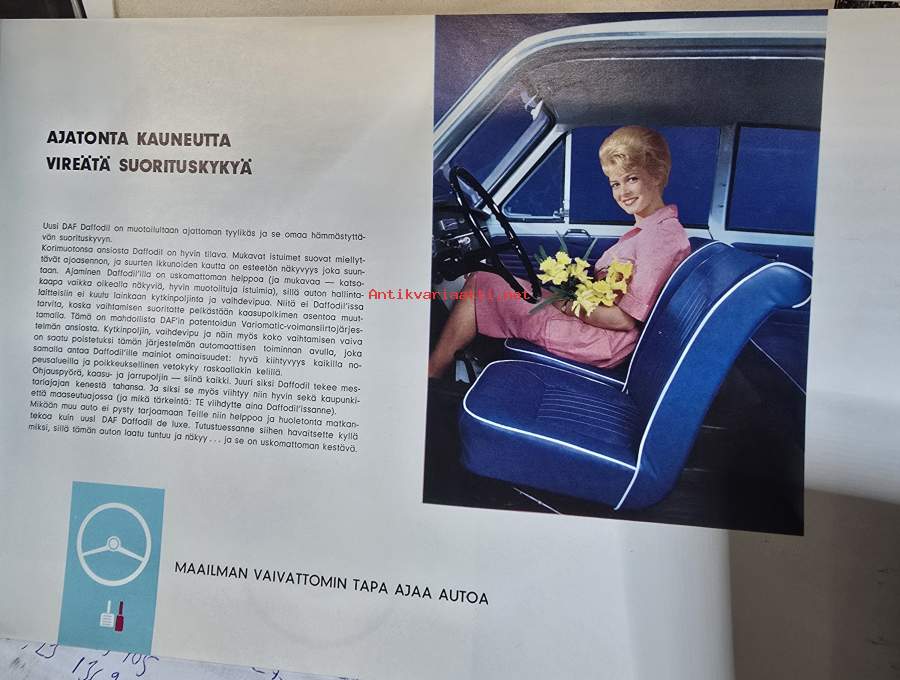 AJATONTA KAUNEUTTA
VIREÄTÄ SUORITUSKYKYÄ
Uusi DAF Daffodil on muotoilultaan ajattoman tyylikäs ja se omaa hämmästyttä-
vän suorituskyvyn.
Korimuotonsa ansiosta Daffodil on hyvin tilava. Mukavat istuimet suovat miellyt-
tävän ajoasennon, ja suurten ikkunoiden kautta on esteetön näkyvyys joka suun-
taan. Ajaminen Daffodil'illa on uskomattoman helppoa (ja mukavaa — katso-
kaapa vaikka oikealla näkyviä, hyvin muotoiltuja istuimia), sillä auton hallinta-
laitteisiin ei kuulu lainkaan kytkinpoljinta ja vaihdevipua. Niitä ei Daffodil'issa
tarvita, koska vaihtamisen suoritatte pelkästään kaasupolkimen asentoa muut-
tamalla. Tämä on mahdollista DAF'in patentoidun Variomatic-voimansiirtojärjes-
telmän ansiosta. Kytkinpoljin, vaihdevipu ja näin myös koko vaihtamisen vaiva
on saatu poistetuksi tämän järjestelmän automaattisen toiminnan avulla, joka
samalla antaa Daffodil'ille mainiot ominaisuudet: hyvä kiihtyvyys kaikilla no-
peusalueilla ja poikkeuksellinen vetokyky raskaallakin kelillä.
Ohjauspyörä, kaasu- ja jarrupoljin — siinä kaikki. Juuri siksi Daffodil tekee mes-
tariajajan kenestä tahansa. Ja siksi se myös viihtyy niin hyvin sekä kaupunki-
että maaseutuajossa (ja mikä tärkeintä: TE viihdytte aina Daffodil'issanne).
Mikään muu auto ei pysty tarjoamaan Teille niin helppoa ja huoletonta matkan-
tekoa kuin uusi DAF Daffodil de luxe. Tutustuessanne siihen havaitsette kyllä
miksi, sillä tämän auton laatu tuntuu ja näkyy ... ja se on uskomattoman kestävä.
Antikvariaatti.net
MAAILMAN VAIVATTOMIN TAPA AJAA AUTOA